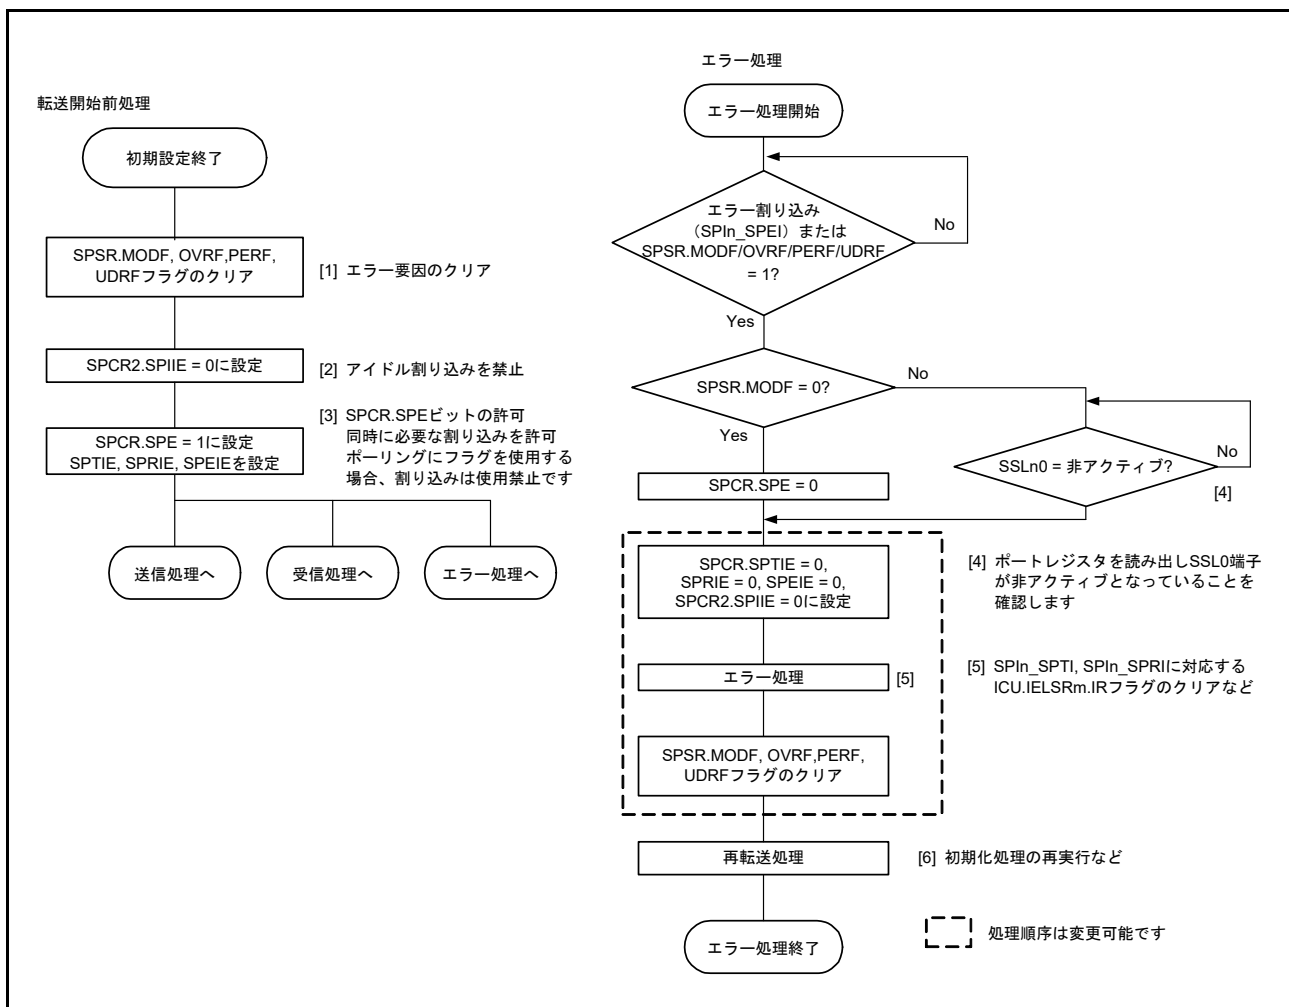 転送開始前処理
初期設定終了
SPSR.MODF, OVRF,PERF,
UDRFフラグのクリア
[1] エラー要因のクリア
SPCR2.SPIIE = 0に設定
[2] アイドル割り込みを禁止
SPCR.SPE = 1に設定
SPTIE, SPRIE, SPEIEを設定
[3] SPCR.SPEビットの許可
同時に必要な割り込みを許可
ポーリングにフラグを使用する
場合、割り込みは使用禁止です
送信処理へ
受信処理へ
エラー処理へ
エラー処理
エラー処理開始
エラー割り込み
（SPIn_SPEI）または
SPSR.MODF/OVRF/PERF/UDRF
= 1?
No
Yes
SPSR.MODF = 0?
No
Yes
SSLn0 = 非アクティブ?
No
[4]
SPCR.SPE = 0
SPCR.SPTIE = 0,
SPRIE = 0, SPEIE = 0,
SPCR2.SPIIE = 0に設定
[4] ポートレジスタを読み出しSSL0端子
が非アクティブとなっていることを
確認します
エラー処理
[5]
[5] SPIn_SPTI, SPIn_SPRIに対応する
ICU.IELSRm.IRフラグのクリアなど
SPSR.MODF, OVRF,PERF,
UDRFフラグのクリア
再転送処理
[6] 初期化処理の再実行など
エラー処理終了
処理順序は変更可能です